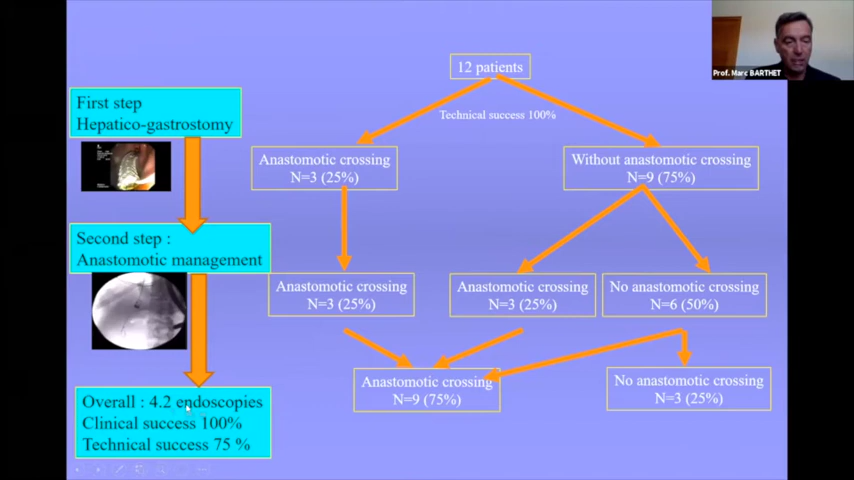 Prof. Marc BARTHET
12 patients
Technical success 100%
First step
Hepatico-gastrostomy
Anastomotic crossing
N=3 (25%)
Without anastomotic crossing
N=9 (75%)
Second step :
Anastomotic management
Anastomotic crossing
N=3 (25%)
Anastomotic crossing
N=3 (25%)
No anastomotic crossing
N=6 (50%)
Overall : 4.2 endoscopies
Clinical success 100%
Technical success 75 %
Anastomotic crossing
N=9 (75%)
No anastomotic crossing
N=3 (25%)